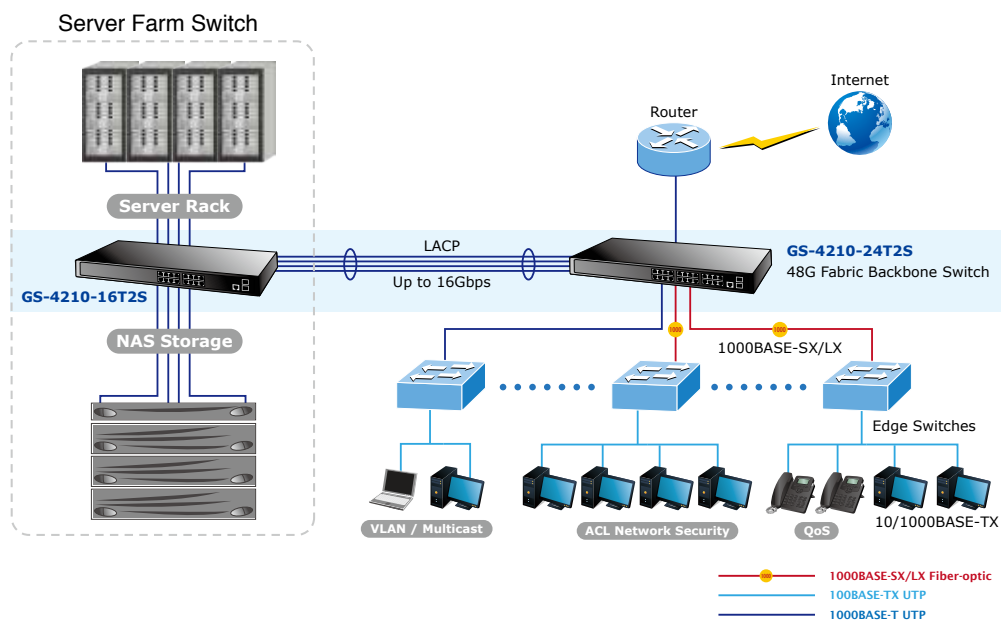 Server Farm Switch
Internet
Router
Server Rack
LACP
GS-4210-24T2S
48G Fabric Backbone Switch
Up to 16Gbps
GS-4210-16T2S
NAS Storage
1000
1000
1000BASE-SX/LX
Edge Switches
10/1000BASE-TX
VLAN / Multicast
ACL Network Security
QoS
1000
1000BASE-SX/LX Fiber-optic
100BASE-TX UTP
1000BASE-T UTP